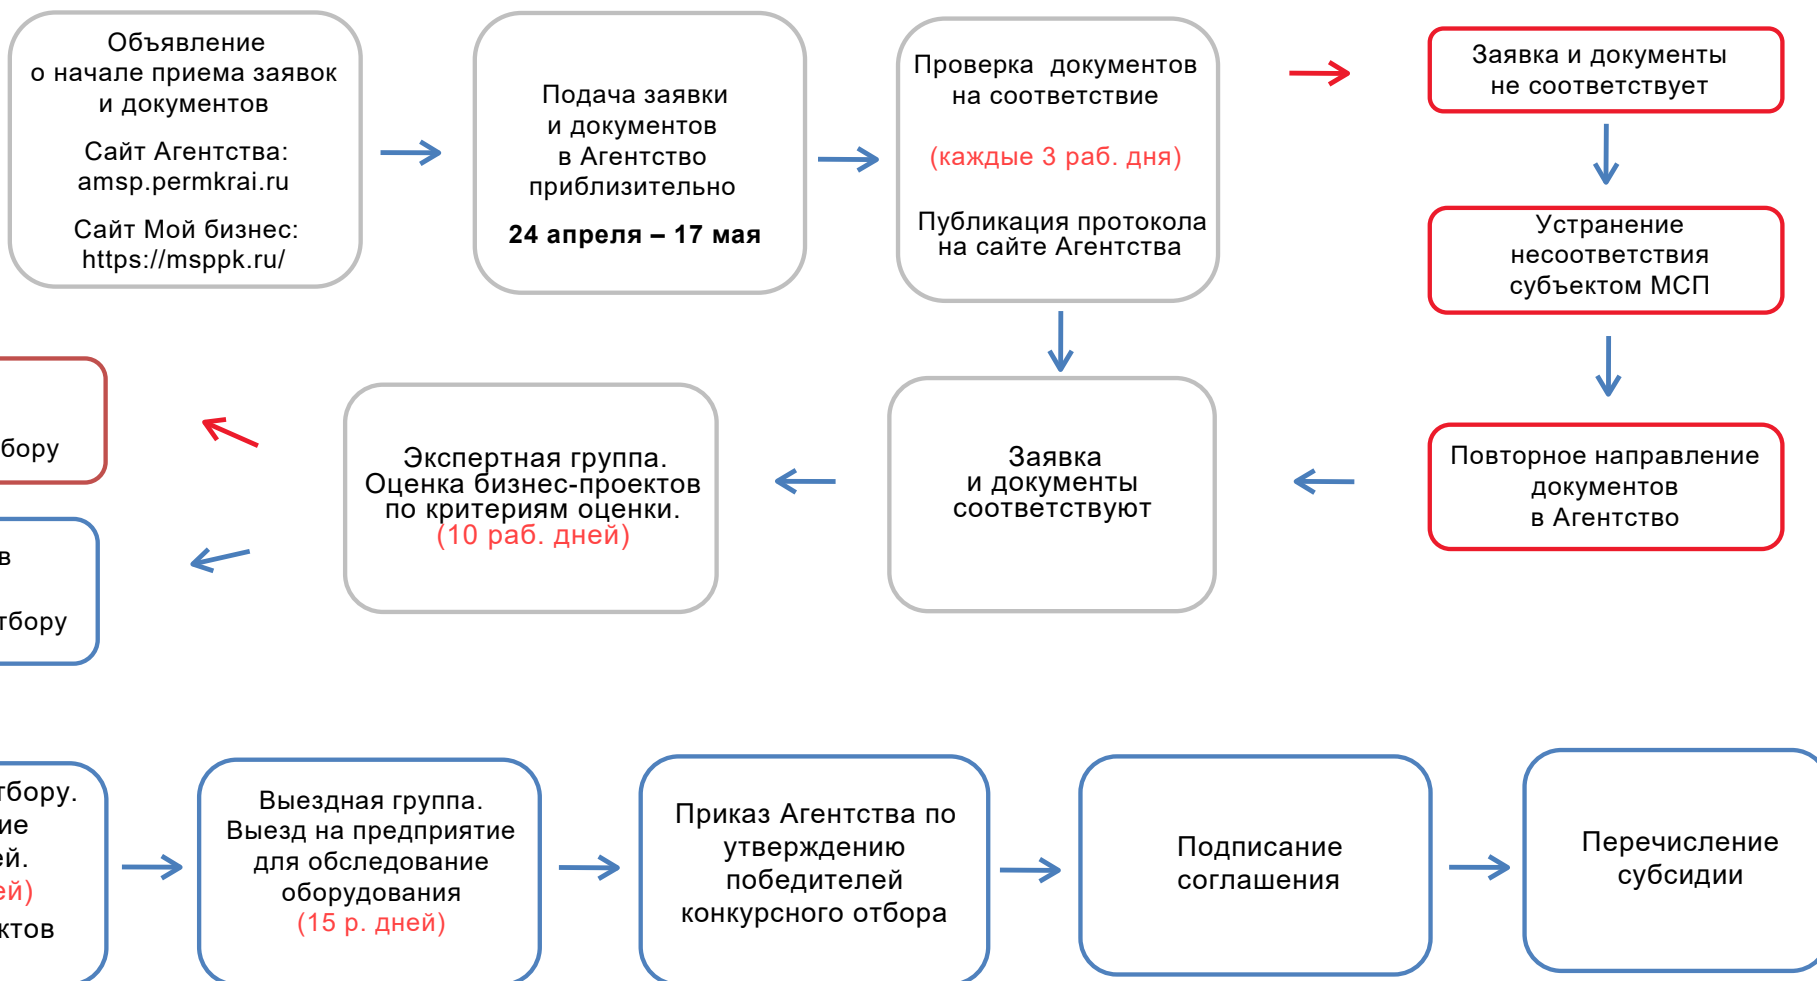 Объявление
о начале приема заявок
и документов
Сайт Агентства:
amsp.permkrai.ru
Сайт Мой бизнес:
https://msppk.ru/
Подача заявки
и документов
в Агентство
приблизительно
24 апреля – 17 мая
Проверка документов
на соответствие
(каждые 3 раб. дня)
Публикация протокола
на сайте Агентства
Заявка и документы
не соответствует
Устранение
несоответствия
субъектом МСП
Повторное направление
документов
в Агентство
Заявка
и документы
соответствуют
Экспертная группа.
Оценка бизнес-проектов
по критериям оценки.
(10 раб. дней)
бору
в
тбору
тбору.
ие
ей.
ей)
ктов
Выездная группа.
Выезд на предприятие
для обследование
оборудования
(15 р. дней)
Приказ Агентства по
утверждению
победителей
конкурсного отбора
Подписание
соглашения
Перечисление
субсидии